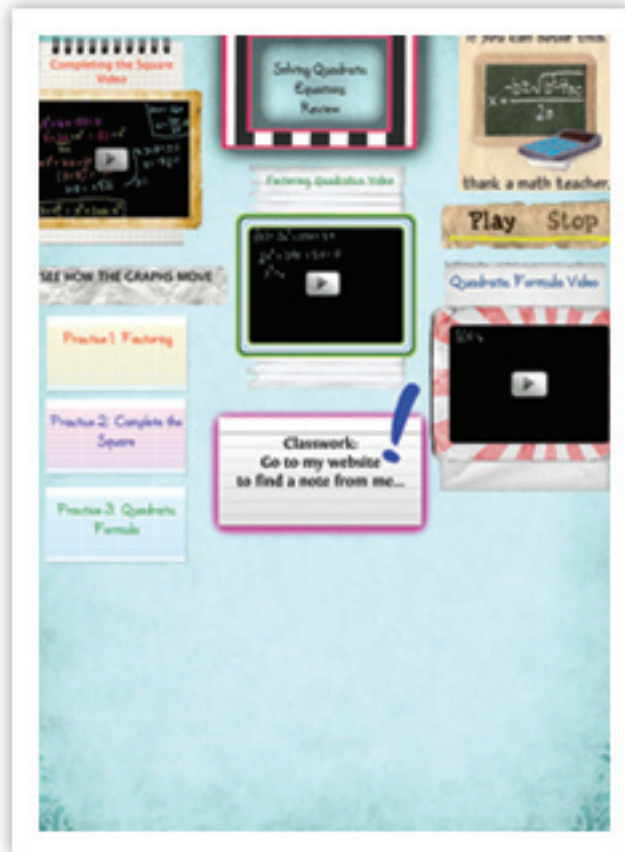 Completing the Square
Video
Solving Quadratic
Equations
Review
If you can solve this
2a
thank a math teacher.
Play Stop
Factoring Quadratics Video
SEE HOW THE GRAPHS MOVE
Quadratic Formula Video
Practice 1: Factoring
Practice 2: Complete the
Square
Practice 3: Quadratic
Formula
Classwork:
Go to my website
to find a note from me...
!